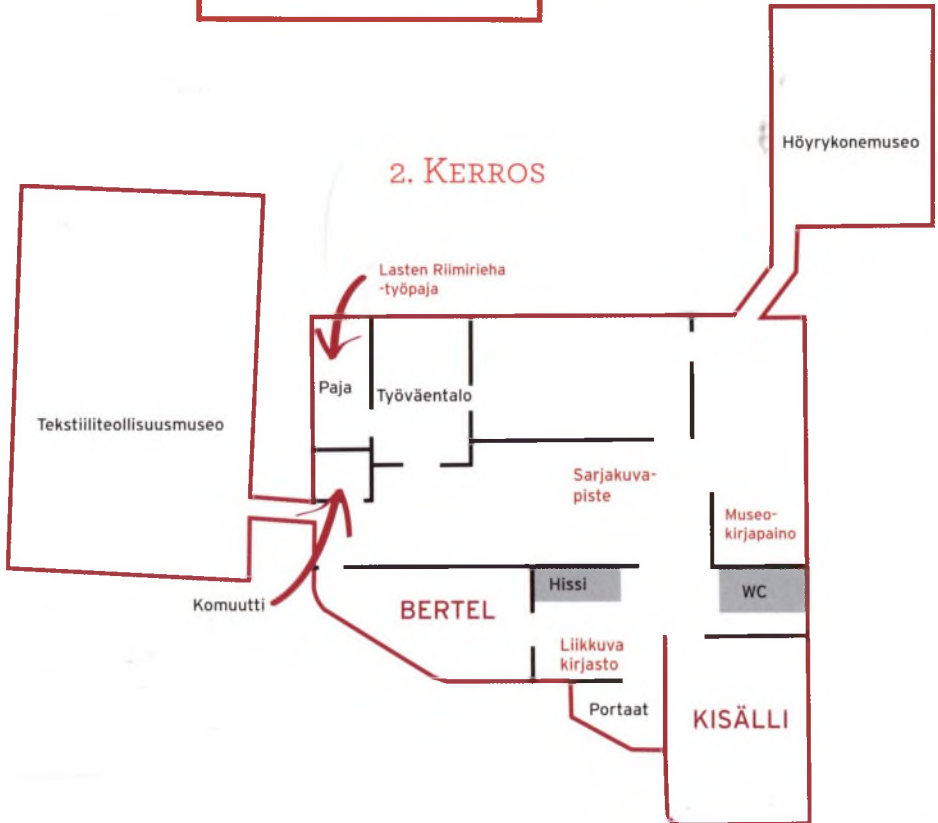 Höyrykonemuseo
2. Kerros
Lasten Riimirieha
-työpaja
Paja
Työväentalo
Tekstiiliteollisuusmuseo
Sarjakuva-
piste
Museo-
kirjapaino
Hissi
WC
Komuutti
BERTEL
Liikkuva
kirjasto
Portaat
KISÄLLI